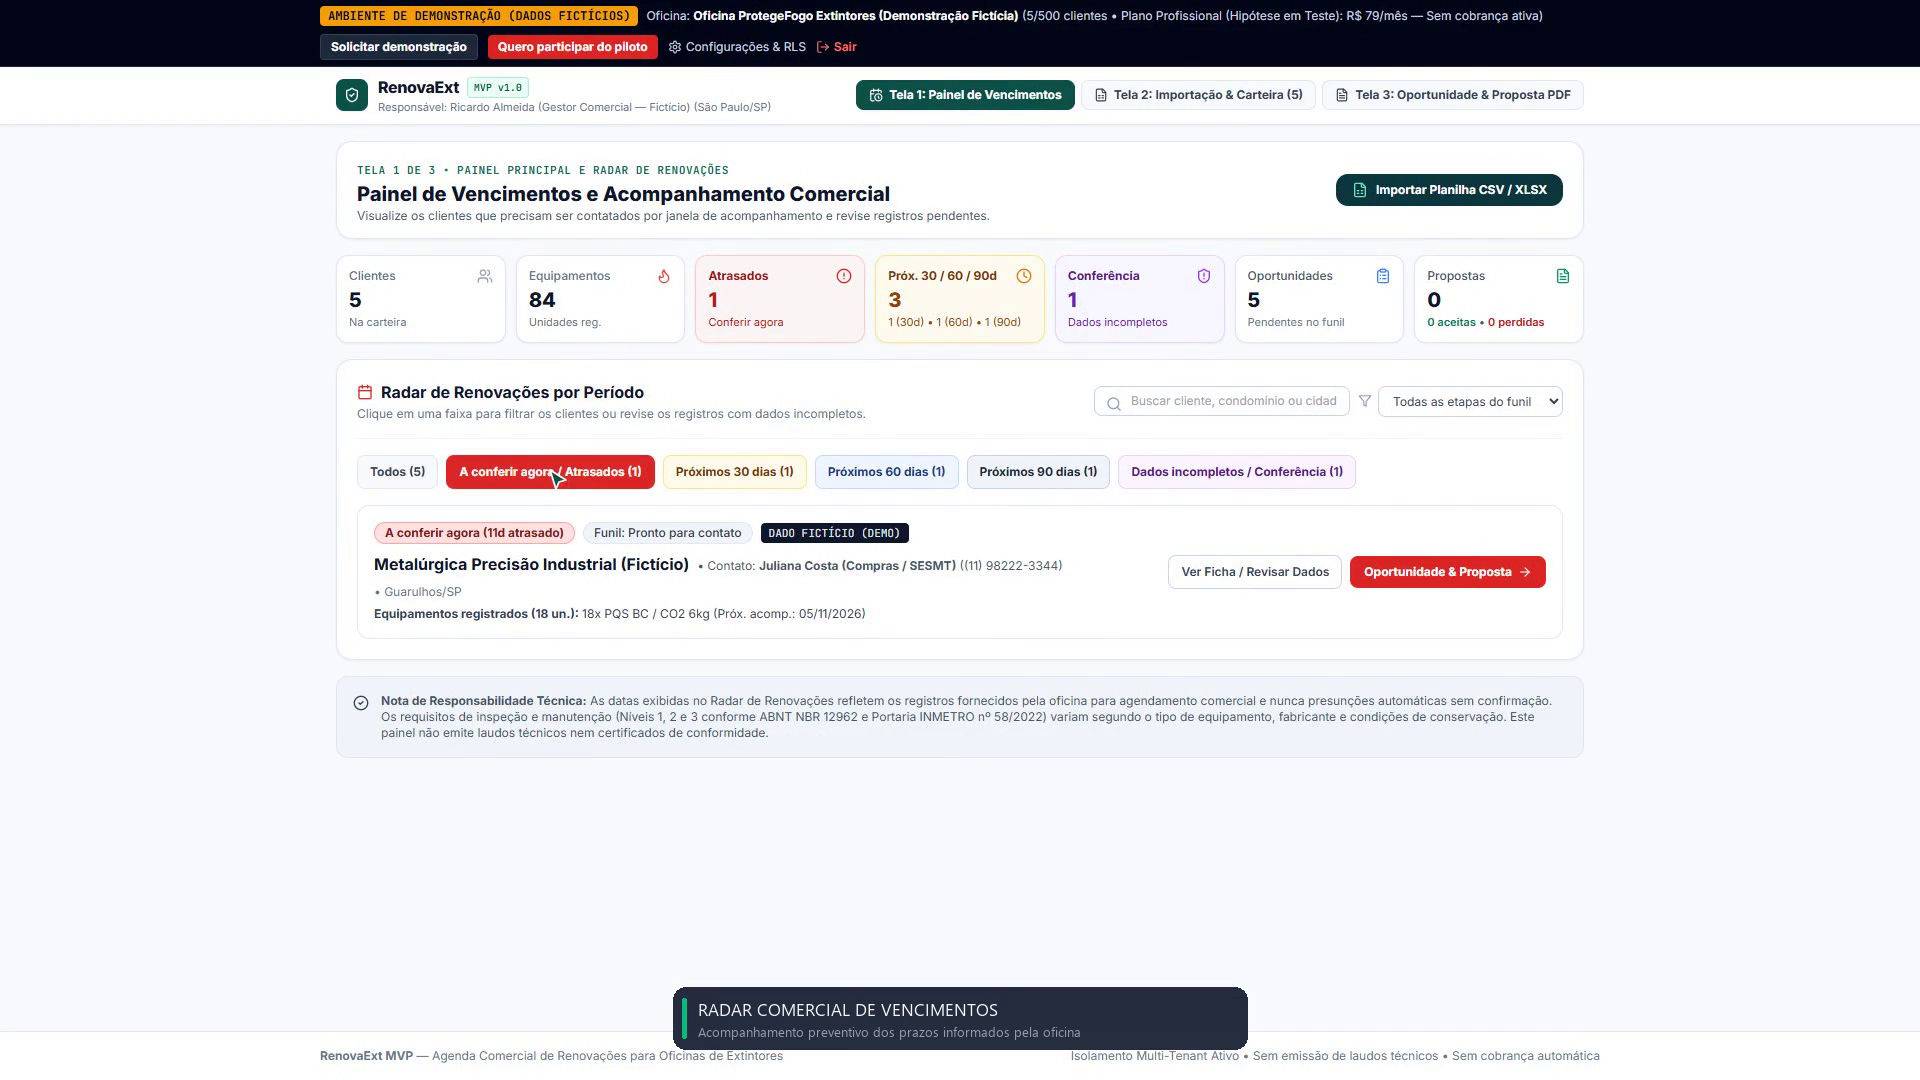 AMBIENTE DE DEMONSTRAÇÃO (DADOS FICTÍCIOS) Oficina: Oficina ProtegeFogo Extintores (Demonstração Fictícia) (5/500 clientes • Plano Profissional (Hipótese em Teste): R$ 79/mês — Sem cobrança ativa)
Solicitar demonstração Quero participar do piloto Configurações & RLS Sair
RenovaExt MVP v1.0
Responsável: Ricardo Almeida (Gestor Comercial — Fictício) (São Paulo/SP)
Tela 1: Painel de Vencimentos Tela 2: Importação & Carteira (5) Tela 3: Oportunidade & Proposta PDF
TELA 1 DE 3 • PAINEL PRINCIPAL E RADAR DE RENOVAÇÕES
Painel de Vencimentos e Acompanhamento Comercial
Visualize os clientes que precisam ser contatados por janela de acompanhamento e revise registros pendentes.
Importar Planilha CSV / XLSX
Clientes
5
Na carteira
Equipamentos
84
Unidades reg.
Atrasados
1
Conferir agora
Próx. 30 / 60 / 90d
3
1 (30d) • 1 (60d) • 1 (90d)
Conferência
1
Dados incompletos
Oportunidades
5
Pendentes no funil
Propostas
0
0 aceitas • 0 perdidas
Radar de Renovações por Período
Clique em uma faixa para filtrar os clientes ou revise os registros com dados incompletos.
Buscar cliente, condomínio ou cidad
Todas as etapas do funil
Todos (5) A conferir agora / Atrasados (1) Próximos 30 dias (1) Próximos 60 dias (1) Próximos 90 dias (1) Dados incompletos / Conferência (1)
A conferir agora (11d atrasado) Funil: Pronto para contato DADO FICTÍCIO (DEMO)
Metalúrgica Precisão Industrial (Fictício) • Contato: Juliana Costa (Compras / SESMT) ((11) 98222-3344)
• Guarulhos/SP
Equipamentos registrados (18 un.): 18x PQS BC / CO2 6kg (Próx. acomp.: 05/11/2026)
Ver Ficha / Revisar Dados Oportunidade & Proposta
Nota de Responsabilidade Técnica: As datas exibidas no Radar de Renovações refletem os registros fornecidos pela oficina para agendamento comercial e nunca presunções automáticas sem confirmação.
Os requisitos de inspeção e manutenção (Níveis 1, 2 e 3 conforme ABNT NBR 12962 e Portaria INMETRO nº 58/2022) variam segundo o tipo de equipamento, fabricante e condições de conservação. Este
painel não emite laudos técnicos nem certificados de conformidade.
RADAR COMERCIAL DE VENCIMENTOS
Acompanhamento preventivo dos prazos informados pela oficina
RenovaExt MVP — Agenda Comercial de Renovações para Oficinas de Extintores
Isolamento Multi-Tenant Ativo • Sem emissão de laudos técnicos • Sem cobrança automática